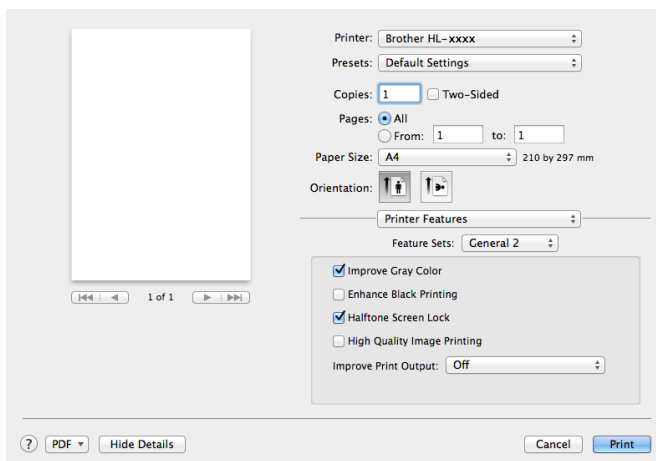 Printer: Brother HL-xxxx
Presets: Default Settings
Copies: 1 Two-Sided
Pages: All
From: 1 to: 1
Paper Size: A4 210 by 297 mm
Orientation:
Printer Features
Feature Sets: General 2
Improve Gray Color
Enhance Black Printing
Halftone Screen Lock
High Quality Image Printing
Improve Print Output: Off
1 of 1
? PDF Hide Details Cancel Print